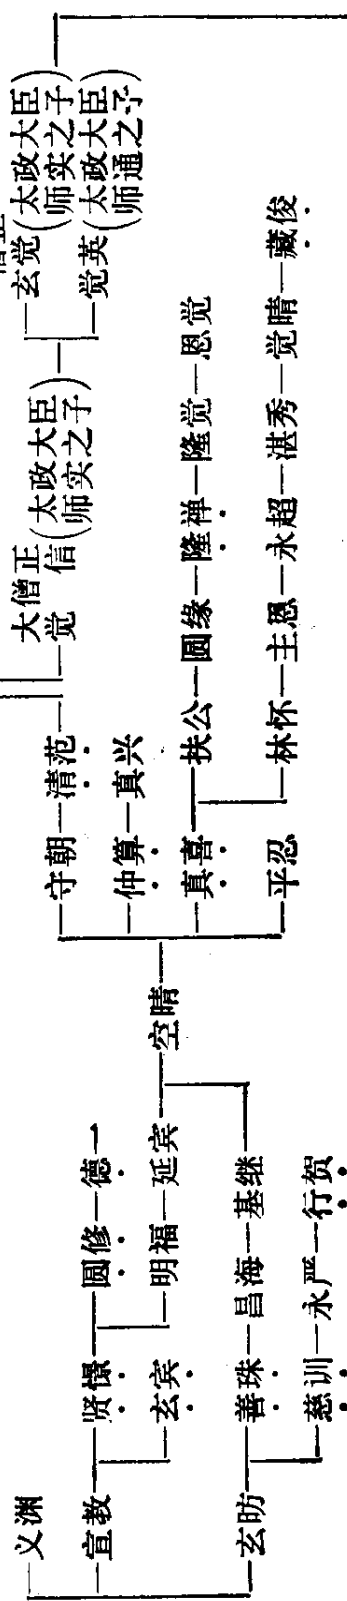 义渊
宣教—贤憬—圆修—德一
玄宾 明福—延宾—空晴
玄昉—善珠—昌海—基继
慈训—永严—行贺
守朝—清范
仲算—真兴
真喜—扶公—圆缘—隆禅—隆觉—恩觉
平忍 林怀—主恩—永超—湛秀—觉晴—藏俊
大僧正
觉信(太政大臣师实之子)
玄觉(太政大臣师实之子)
觉英(太政大臣师通之子)